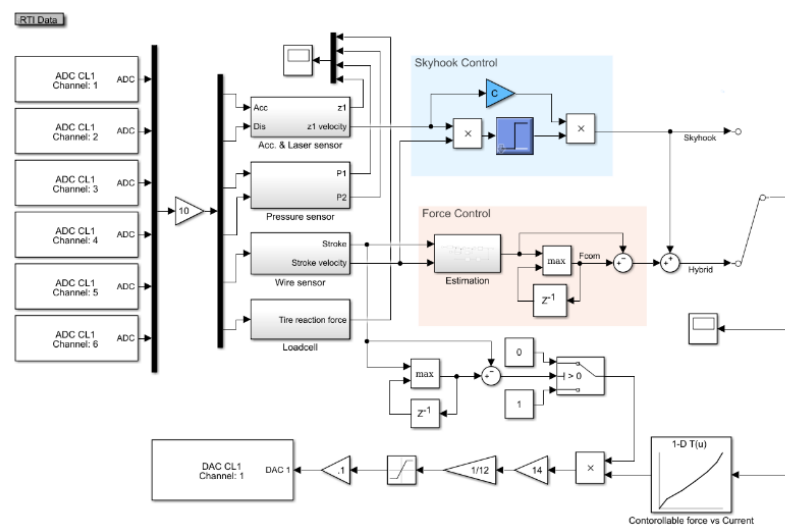 RTI Data
ADC CL1
Channel: 1
ADC
ADC CL1
Channel: 2
ADC
ADC CL1
Channel: 3
ADC
ADC CL1
Channel: 4
ADC
ADC CL1
Channel: 5
ADC
ADC CL1
Channel: 6
ADC
10
Acc
Dis
z1
z1 velocity
Acc. & Laser sensor
P1
P2
Pressure sensor
Stroke
Stroke velocity
Wire sensor
Tire reaction force
Loadcell
Skyhook Control
C
×
×
Skyhook
Force Control
Estimation
max
Fcom
Z-1
+ −
+ +
Hybrid
max
Z-1
+ −
0
1
> 0
DAC CL1
Channel: 1
DAC 1
.1
1/12
14
×
1-D T(u)
Contorollable force vs Current